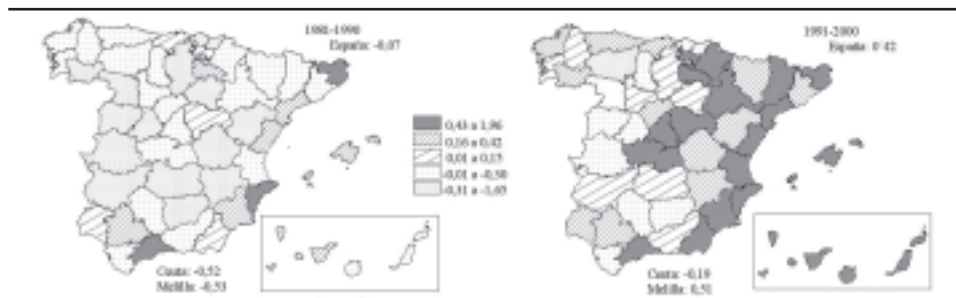 1981-1990
España: -0,07
0,43 a 1,96
0,16 a 0,42
0,01 a 0,15
-0,01 a -0,30
-0,31 a -1,65
Ceuta: -0,52
Melilla: -0,53
1991-2000
España: 0'42
Ceuta: -0,19
Melilla: 0,51